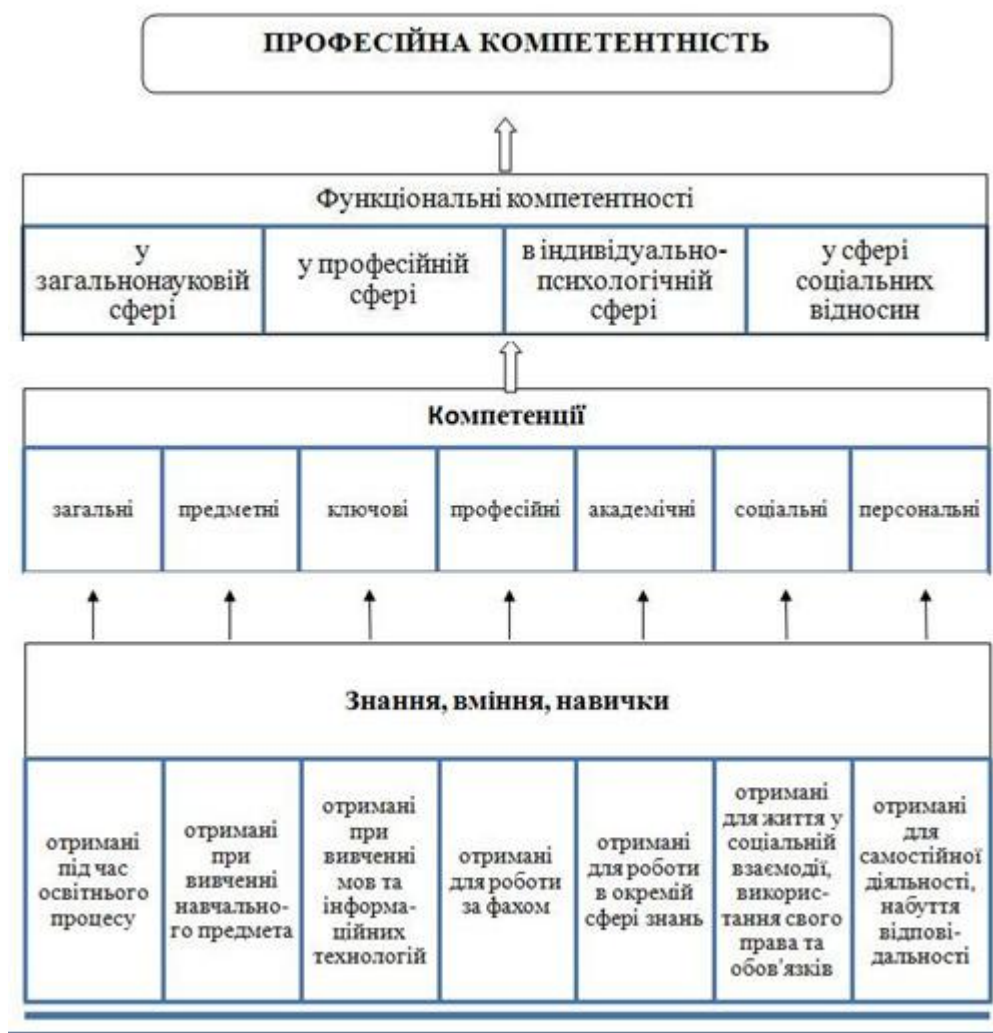 ПРОФЕСІЙНА КОМПЕТЕНТНІСТЬ
Функціональні компетентності
у
загальнонауковій
сфері
у професійній
сфері
в індивідуально-
психологічній
сфері
у сфері
соціальних
відносин
Компетенції
загальні
предметні
ключові
професійні
академічні
соціальні
персональні
Знання, вміння, навички
отримані
під час
освітнього
процесу
отримані
при
вивченні
навчально-
го предмета
отримані
при
вивченні
мов та
інформа-
ційних
технологій
отримані
для роботи
за фахом
отримані
для роботи
в окремій
сфері знань
отримані
для життя у
соціальній
взаємодії,
викорис-
тання свого
права та
обов’язків
отримані
для
самостійної
діяльності,
набуття
відпові-
дальності